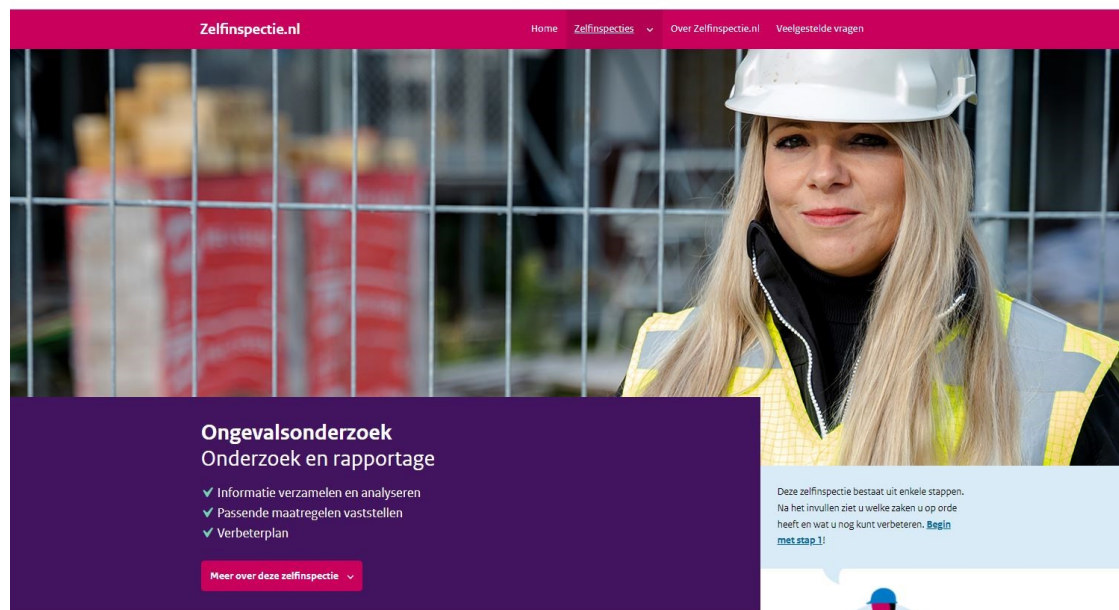 Zelfinspectie.nl
Home Zelfinspecties Over Zelfinspectie.nl Veelgestelde vragen
Ongevalsonderzoek
Onderzoek en rapportage
Informatie verzamelen en analyseren
Passende maatregelen vaststellen
Verbeterplan
Meer over deze zelfinspectie
Deze zelfinspectie bestaat uit enkele stappen.
Na het invullen ziet u welke zaken u op orde
heeft en wat u nog kunt verbeteren. Begin
met stap 1!